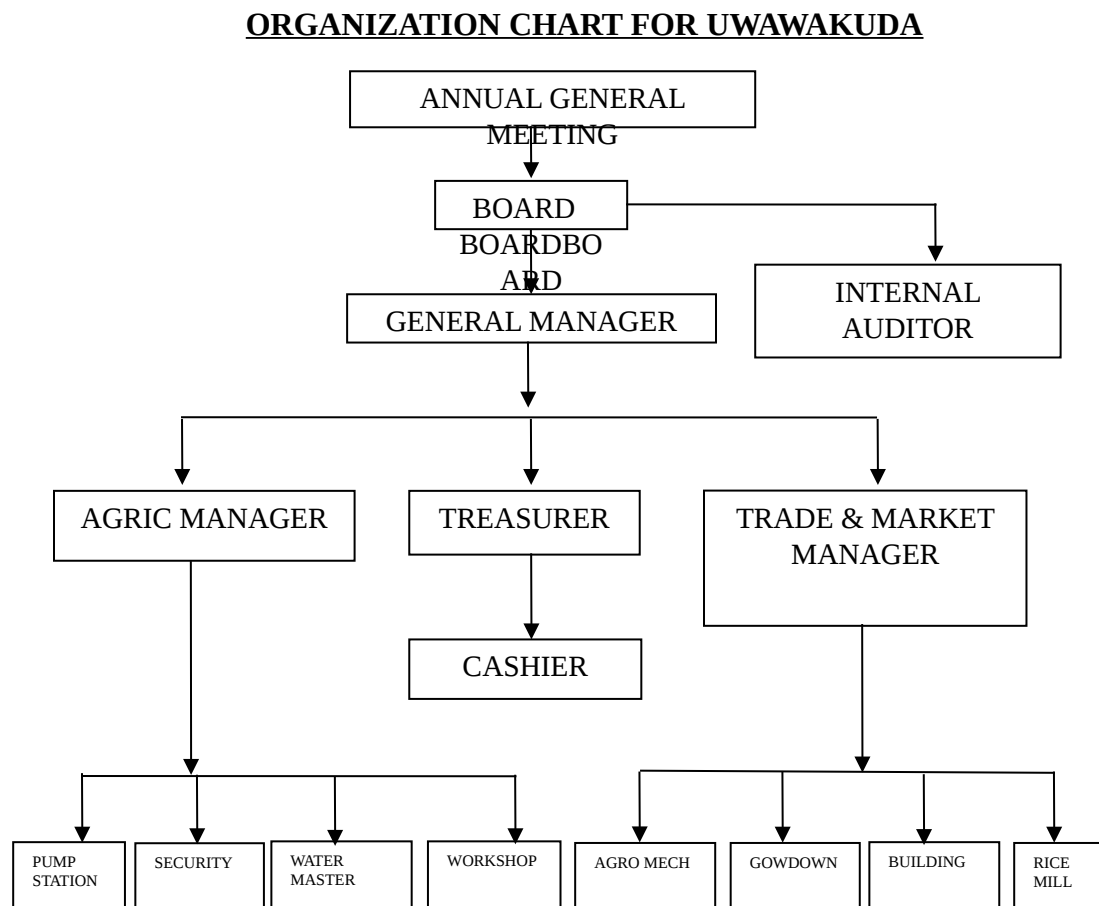 ORGANIZATION CHART FOR UWAWAKUDA
ANNUAL GENERAL
MEETING
BOARD
BOARDBO
ARD
INTERNAL
AUDITOR
GENERAL MANAGER
AGRIC MANAGER
TREASURER
TRADE & MARKET
MANAGER
CASHIER
PUMP
STATION
SECURITY
WATER
MASTER
WORKSHOP
AGRO MECH
GOWDOWN
BUILDING
RICE
MILL